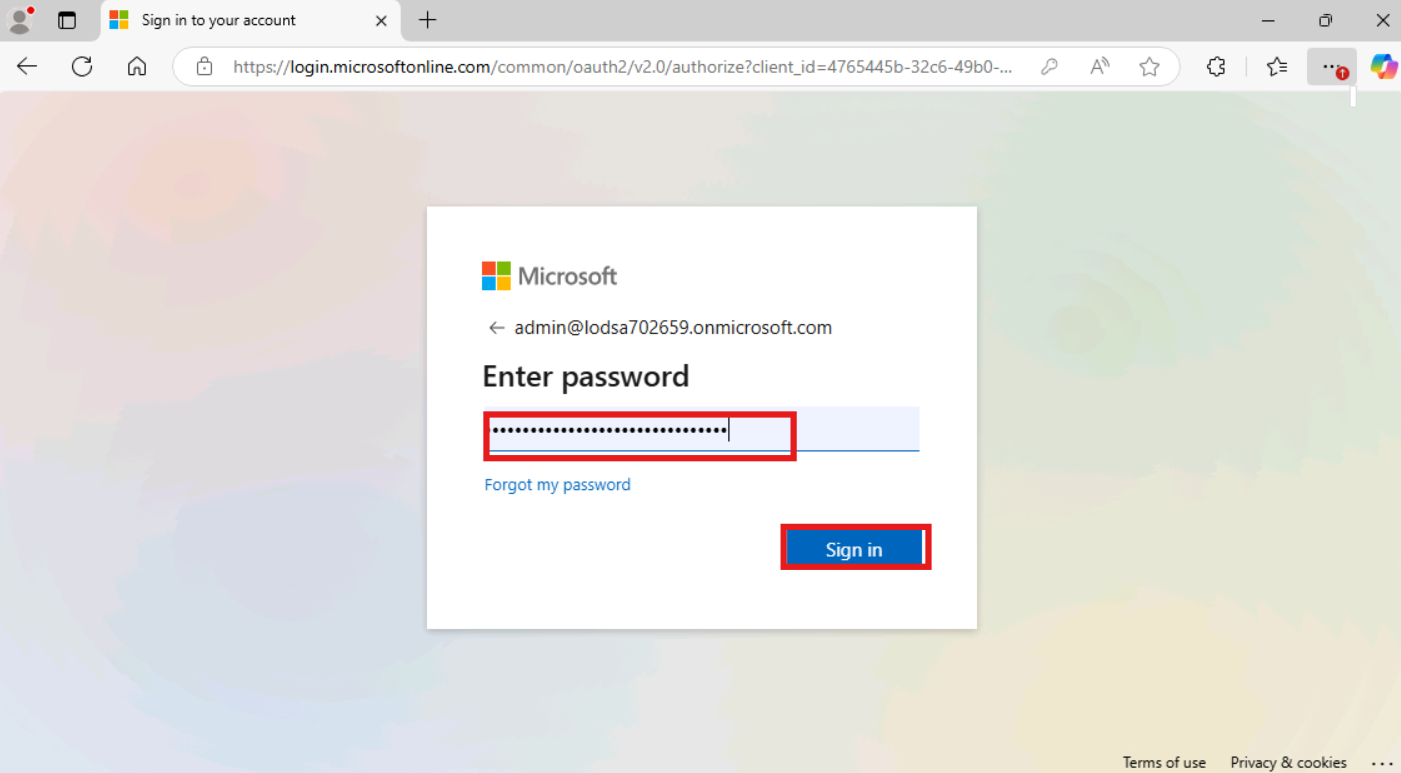 Sign in to your account
https://login.microsoftonline.com/common/oauth2/v2.0/authorize?client_id=4765445b-32c6-49b0-...
Microsoft
admin@lodsa702659.onmicrosoft.com
Enter password
Forgot my password
Sign in
Terms of use Privacy & cookies ...